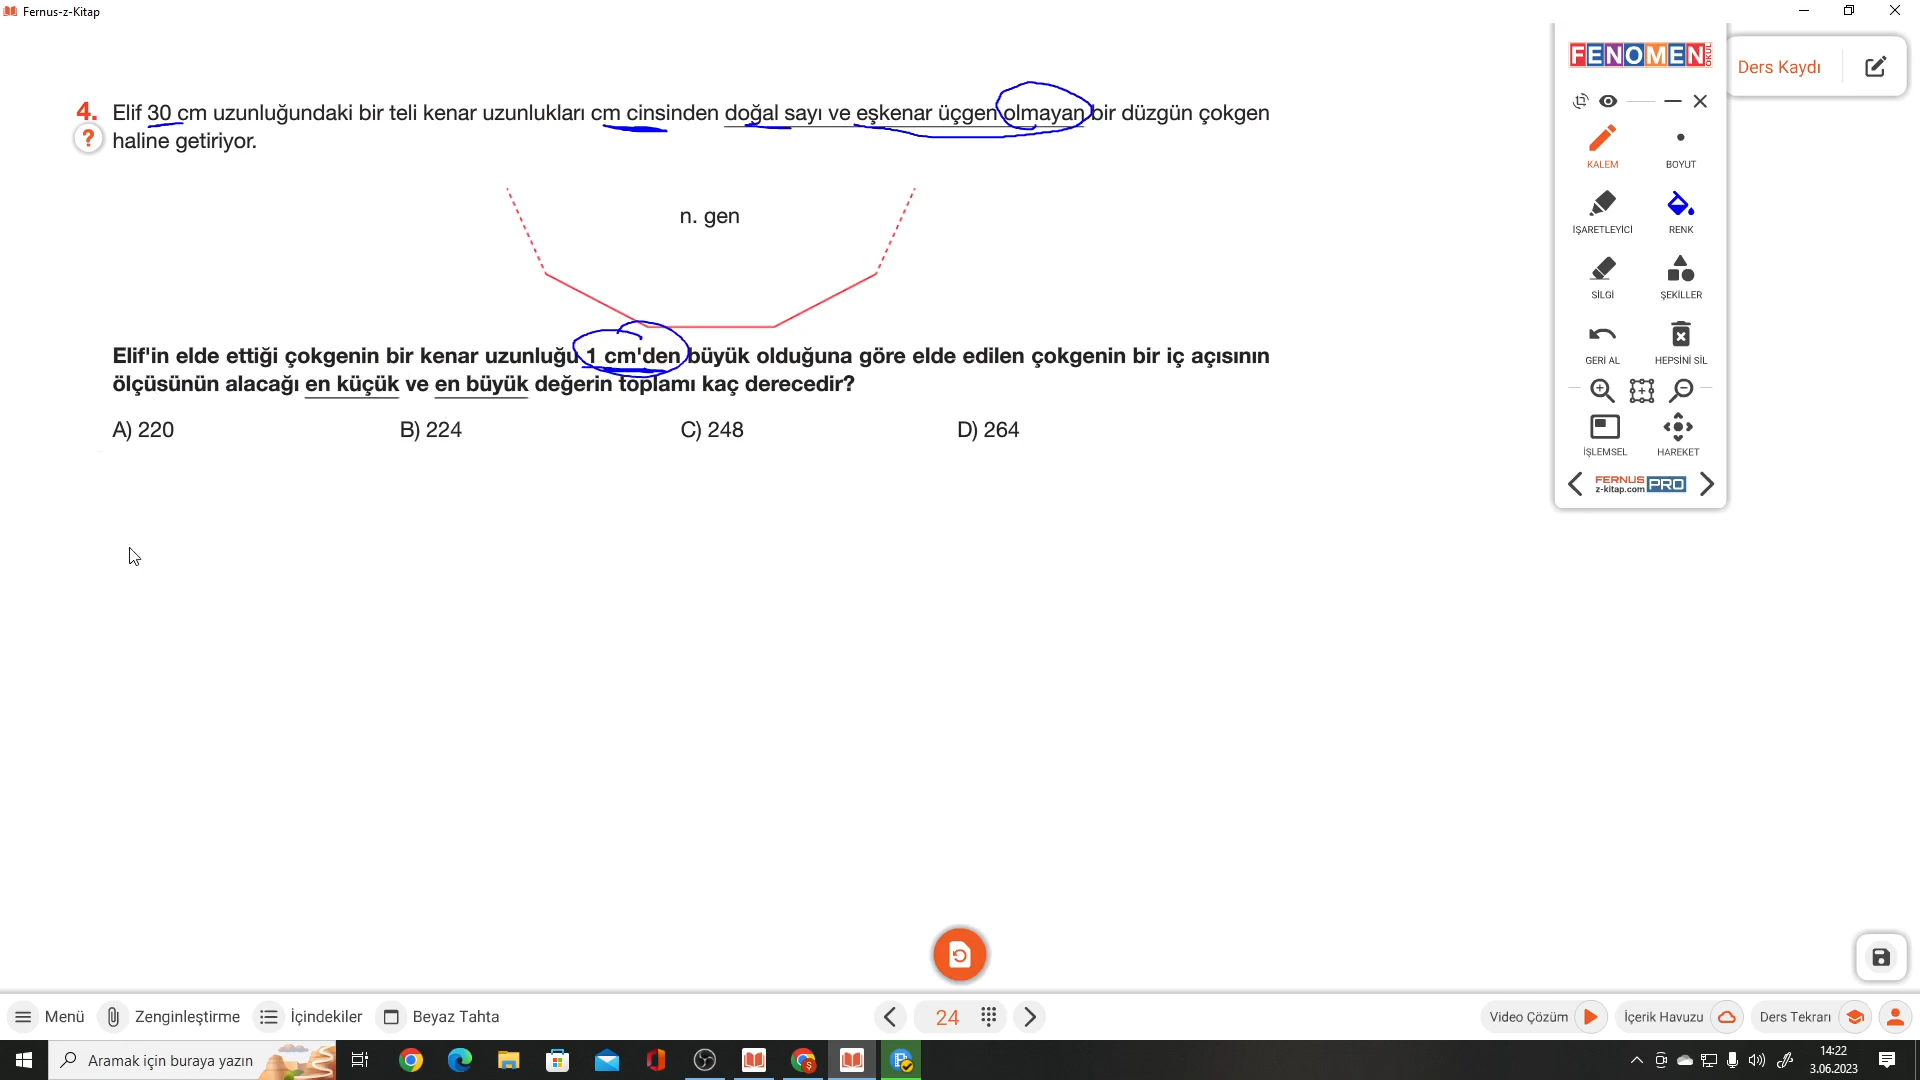 Fernus-z-Kitap
FENOMEN OKUL
Ders Kaydı
4. Elif 30 cm uzunluğundaki bir teli kenar uzunlukları cm cinsinden doğal sayı ve eşkenar üçgen olmayan bir düzgün çokgen
? haline getiriyor.
n. gen
Elif'in elde ettiği çokgenin bir kenar uzunluğu 1 cm'den büyük olduğuna göre elde edilen çokgenin bir iç açısının
ölçüsünün alacağı en küçük ve en büyük değerin toplamı kaç derecedir?
A) 220 B) 224 C) 248 D) 264
KALEM BOYUT
İŞARETLEYİCİ RENK
SİLGİ ŞEKİLLER
GERİ AL HEPSİNİ SİL
İŞLEMSEL HAREKET
FERNUS
z-kitap.com PRO
Menü Zenginleştirme İçindekiler Beyaz Tahta 24 Video Çözüm İçerik Havuzu Ders Tekrarı
Aramak için buraya yazın
14:22
3.06.2023